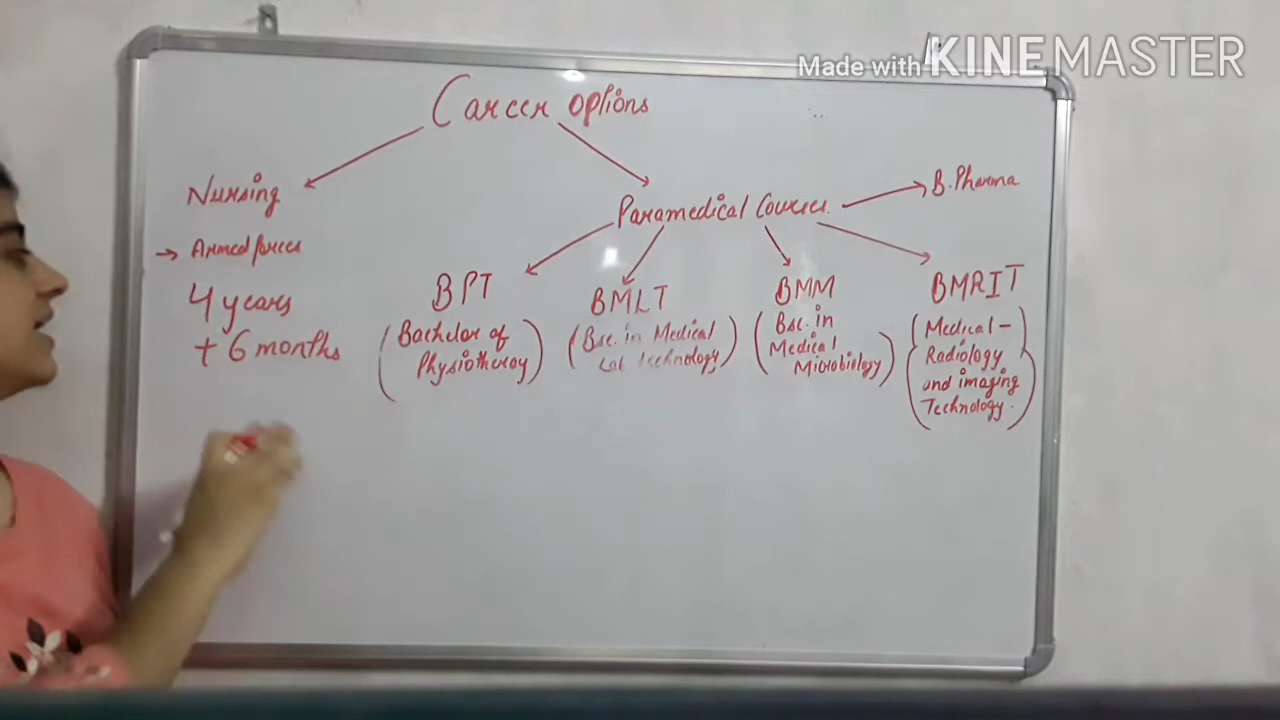 Made with KINEMASTER
Career options
Nursing
→ Armed forces
4 years
+ 6 months
Paramedical Courses
B. Pharma
BPT
(Bachelor of
Physiotheray)
BMLT
(Bsc. in Medical
Lab technology)
BMM
(Bsc. in
Medical
Microbiology)
BMRIT
(Medical -
Radiology
and imaging
Technology.)